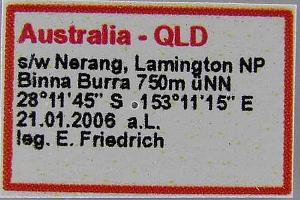 Australia - QLD
s/w Nerang, Lamington NP
Binna Burra 750m üNN
28°11'45" S 153°11'15" E
21.01.2006 a.L.
leg. E. Friedrich